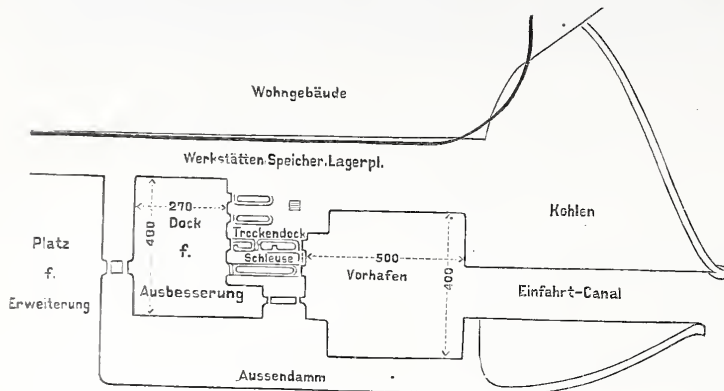 Wohngebäude
Werkstätten. Speicher. Lagerpl.
Kohlen
270
Dock
f.
Ausbesserung
400
Trockendock
Schleuse
500
Vorhafen
400
Platz
f.
Erweiterung
Einfahrt-Canal
Aussendamm